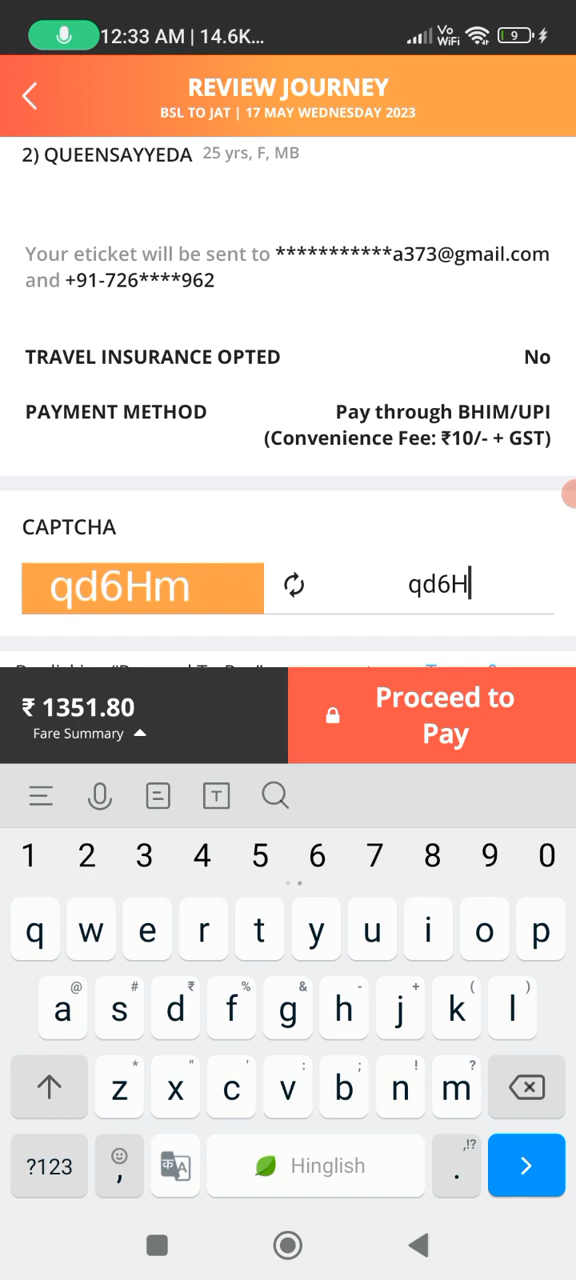 12:33 AM | 14.6K...
Vo
WiFi
9
REVIEW JOURNEY
BSL TO JAT | 17 MAY WEDNESDAY 2023
2) QUEENSAYYEDA 25 yrs, F, MB
Your eticket will be sent to ***********a373@gmail.com
and +91-726****962
TRAVEL INSURANCE OPTED No
PAYMENT METHOD Pay through BHIM/UPI
(Convenience Fee: ₹10/- + GST)
CAPTCHA
qd6Hm qd6H
₹ 1351.80
Fare Summary
Proceed to
Pay
T
1 2 3 4 5 6 7 8 9 0
q w e r t y u i o p
@ # ₹ % & - + ( )
a s d f g h j k l
* " ' : ; ! ?
z x c v b n m
,!?
?123 , Hinglish .